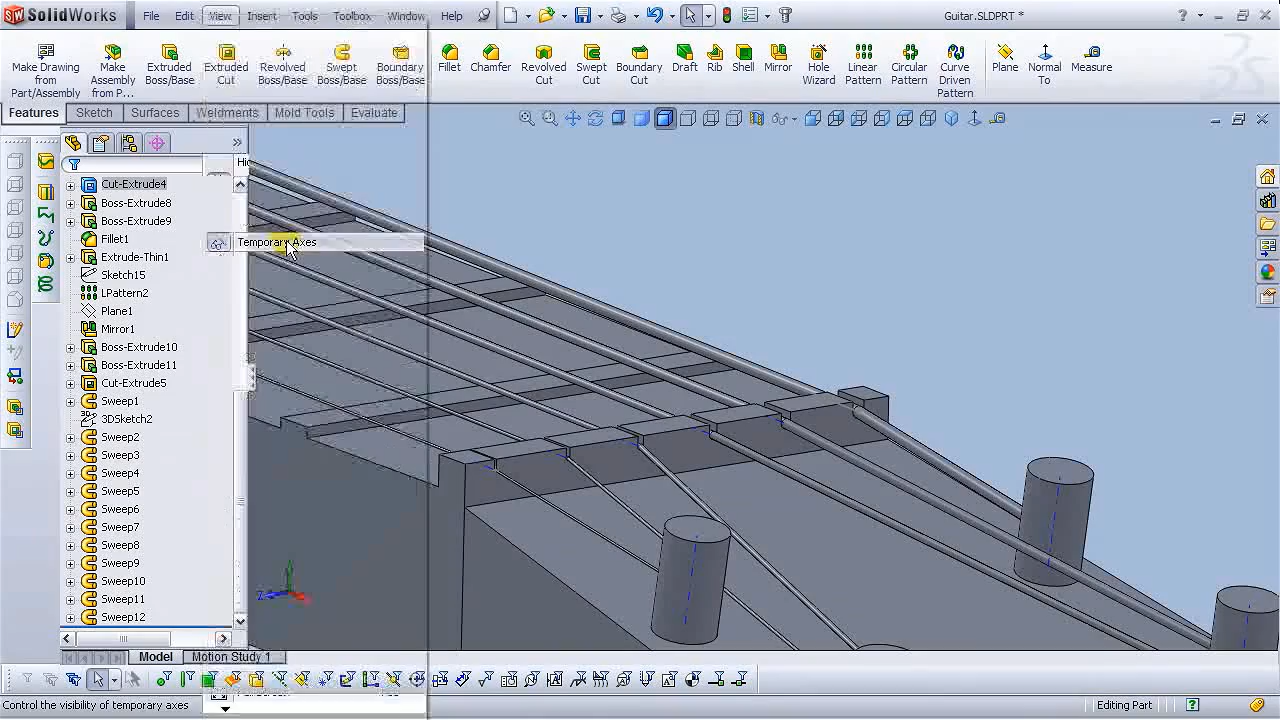 SolidWorks
File Edit View Insert Tools Toolbox Window Help
Guitar.SLDPRT *
Make Drawing from Part/Assembly
Make Assembly from P...
Extruded Boss/Base
Extruded Cut
Revolved Boss/Base
Swept Boss/Base
Boundary Boss/Base
Fillet
Chamfer
Revolved Cut
Swept Cut
Boundary Cut
Draft
Rib
Shell
Mirror
Hole Wizard
Linear Pattern
Circular Pattern
Curve Driven Pattern
Plane
Normal To
Measure
Features Sketch Surfaces Weldments Mold Tools Evaluate
Cut-Extrude4
Boss-Extrude8
Boss-Extrude9
Fillet1
Temporary Axes
Extrude-Thin1
Sketch15
LPattern2
Plane1
Mirror1
Boss-Extrude10
Boss-Extrude11
Cut-Extrude5
Sweep1
3DSketch2
Sweep2
Sweep3
Sweep4
Sweep5
Sweep6
Sweep7
Sweep8
Sweep9
Sweep10
Sweep11
Sweep12
Z
Model Motion Study 1
Control the visibility of temporary axes
Editing Part